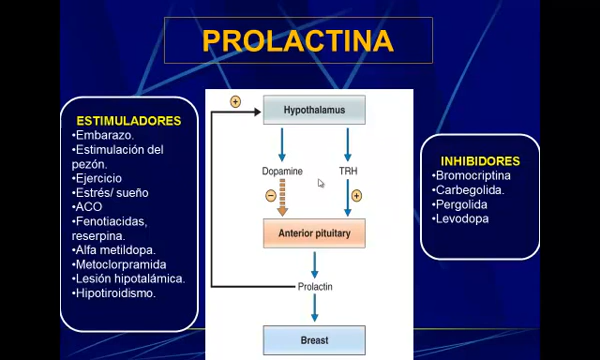 PROLACTINA
ESTIMULADORES
•Embarazo.
•Estimulación del
pezón.
•Ejercicio
•Estrés/ sueño
•ACO
•Fenotiacidas,
reserpina.
•Alfa metildopa.
•Metoclorpramida
•Lesión hipotalámica.
•Hipotiroidismo.
+
Hypothalamus
Dopamine
TRH
−
+
Anterior pituitary
Prolactin
Breast
INHIBIDORES
•Bromocriptina
•Carbegolida.
•Pergolida
•Levodopa